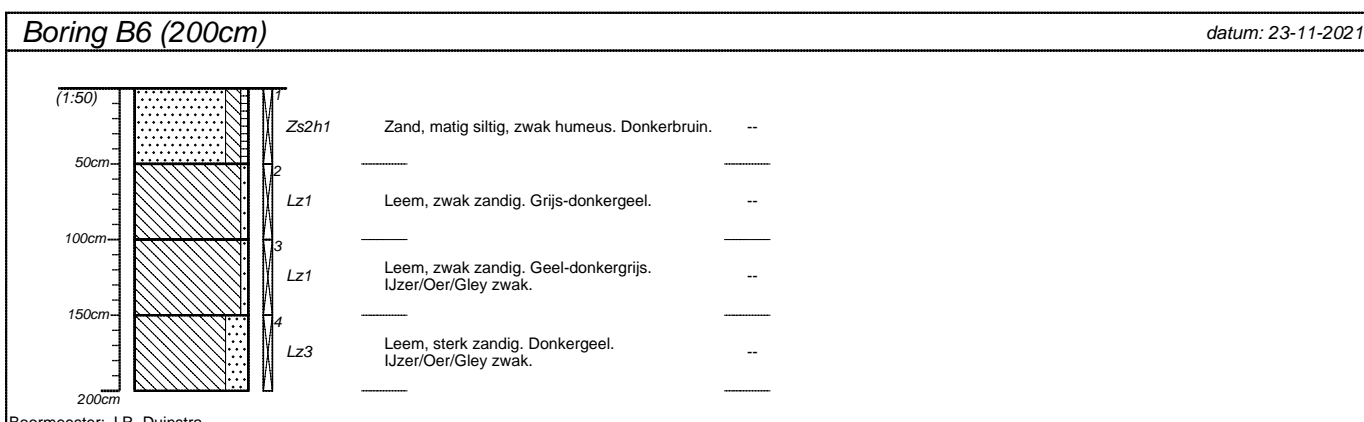 Boring B6 (200cm) datum: 23-11-2021
(1:50)
1
Zs2h1 Zand, matig siltig, zwak humeus. Donkerbruin. --
50cm
2
Lz1 Leem, zwak zandig. Grijs-donkergeel. --
100cm
3
Lz1 Leem, zwak zandig. Geel-donkergrijs. --
IJzer/Oer/Gley zwak.
150cm
4
Lz3 Leem, sterk zandig. Donkergeel. --
IJzer/Oer/Gley zwak.
200cm
Boormeester: J.P. Duinstra